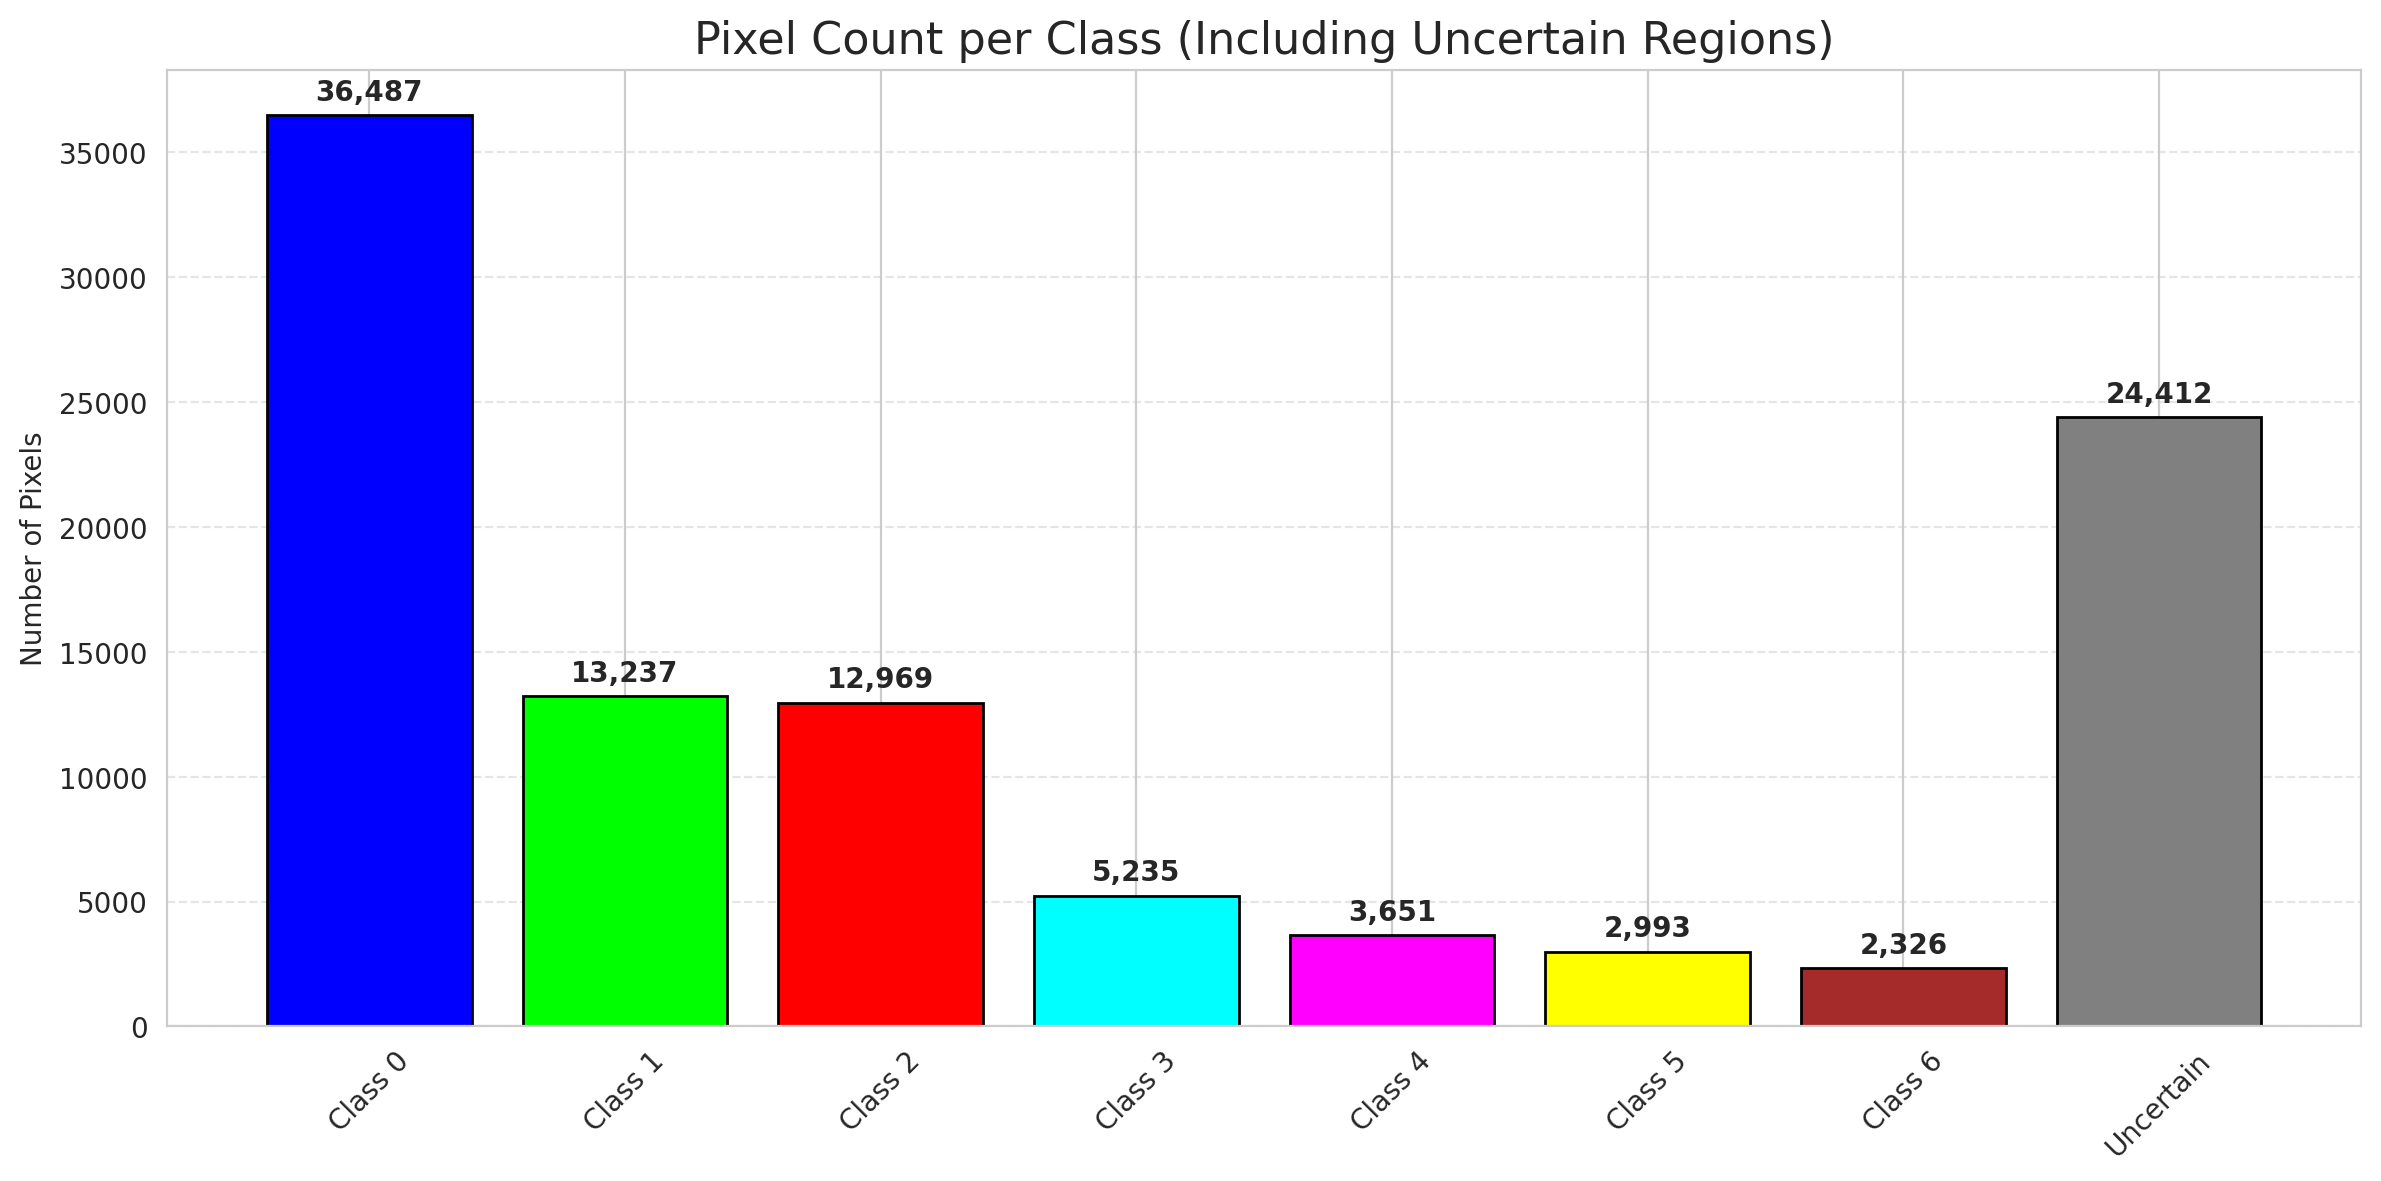 Pixel Count per Class (Including Uncertain Regions)
Number of Pixels
35000
30000
25000
20000
15000
10000
5000
0
36,487
13,237
12,969
5,235
3,651
2,993
2,326
24,412
Class 0
Class 1
Class 2
Class 3
Class 4
Class 5
Class 6
Uncertain